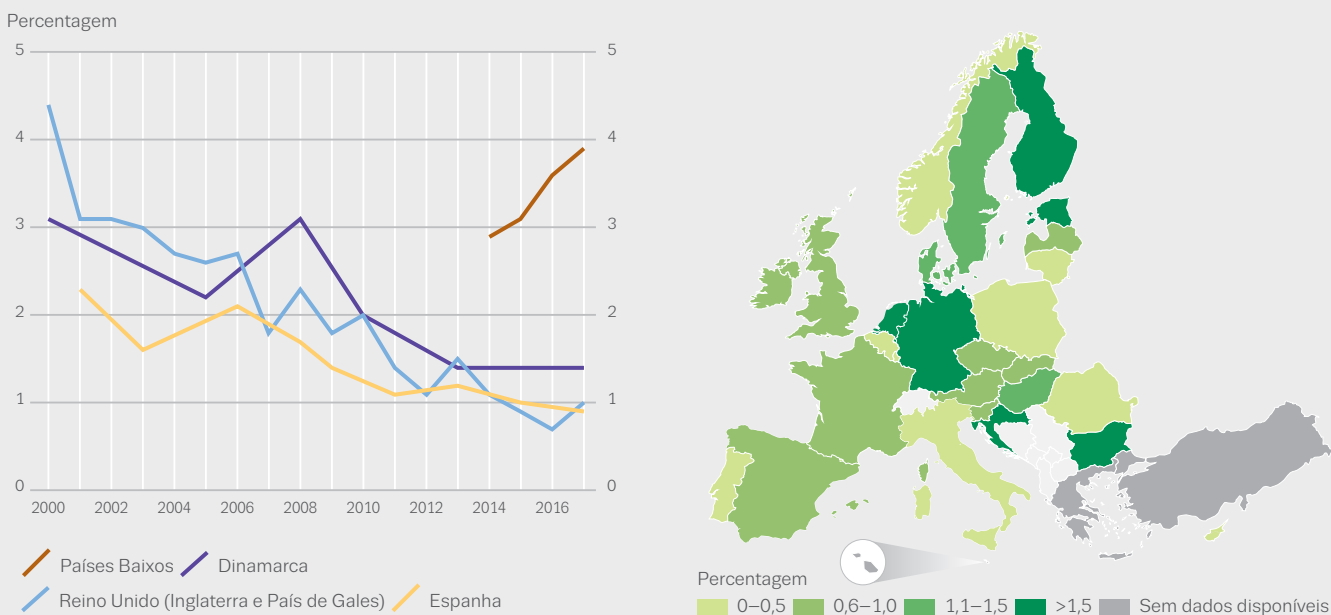 Percentagem
5 5
4 4
3 3
2 2
1 1
0 0
2000 2002 2004 2006 2008 2010 2012 2014 2016
Países Baixos Dinamarca
Reino Unido (Inglaterra e País de Gales) Espanha
Percentagem
0–0,5 0,6–1,0 1,1–1,5 >1,5 Sem dados disponíveis